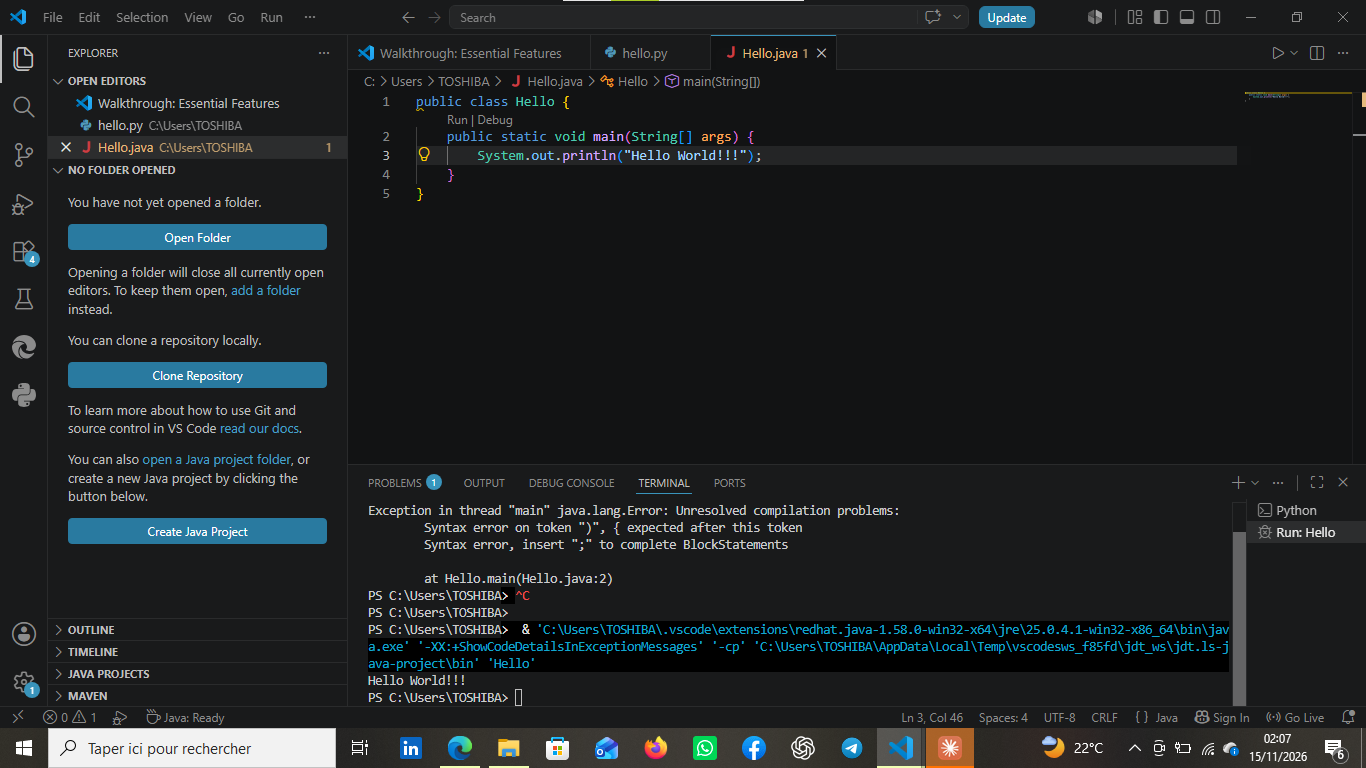 File Edit Selection View Go Run ··· Search Update
EXPLORER ···
OPEN EDITORS
Walkthrough: Essential Features
hello.py C:\Users\TOSHIBA
Hello.java C:\Users\TOSHIBA 1
NO FOLDER OPENED
You have not yet opened a folder.
Open Folder
Opening a folder will close all currently open
editors. To keep them open, add a folder
instead.
You can clone a repository locally.
Clone Repository
To learn more about how to use Git and
source control in VS Code read our docs.
You can also open a Java project folder, or
create a new Java project by clicking the
button below.
Create Java Project
OUTLINE
TIMELINE
JAVA PROJECTS
MAVEN
4
1
Walkthrough: Essential Features hello.py J Hello.java 1
C: > Users > TOSHIBA > J Hello.java > Hello > main(String[])
1 public class Hello {
Run | Debug
2 public static void main(String[] args) {
3 System.out.println("Hello World!!!");
4 }
5 }
PROBLEMS 1 OUTPUT DEBUG CONSOLE TERMINAL PORTS
Exception in thread "main" java.lang.Error: Unresolved compilation problems:
Syntax error on token ")", { expected after this token
Syntax error, insert ";" to complete BlockStatements
at Hello.main(Hello.java:2)
PS C:\Users\TOSHIBA> ^C
PS C:\Users\TOSHIBA>
PS C:\Users\TOSHIBA> & 'C:\Users\TOSHIBA\.vscode\extensions\redhat.java-1.58.0-win32-x64\jre\25.0.4.1-win32-x86_64\bin\jav
a.exe' '-XX:+ShowCodeDetailsInExceptionMessages' '-cp' 'C:\Users\TOSHIBA\AppData\Local\Temp\vscodesws_f85fd\jdt_ws\jdt.ls-j
ava-project\bin' 'Hello'
Hello World!!!
PS C:\Users\TOSHIBA>
Python
Run: Hello
0 1 Java: Ready Ln 3, Col 46 Spaces: 4 UTF-8 CRLF { } Java Sign In Go Live
Taper ici pour rechercher 22°C 02:07
15/11/2026 6